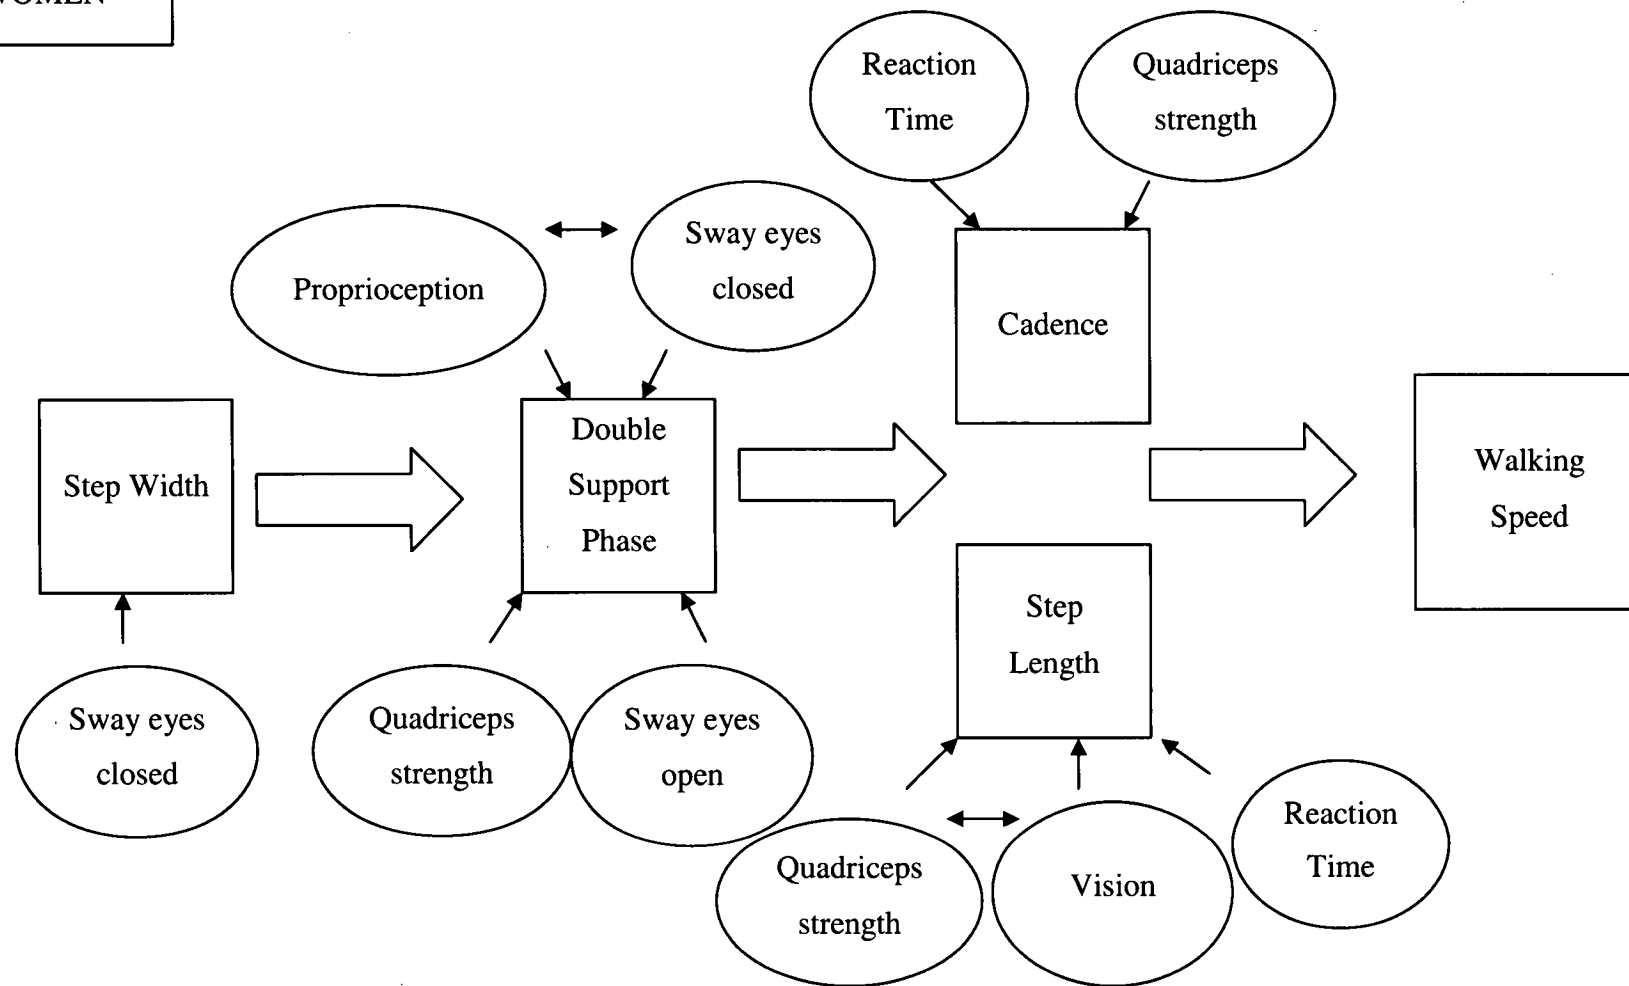 WOMEN
Reaction
Time
Quadriceps
strength
Proprioception
Sway eyes
closed
Cadence
Step Width
Double
Support
Phase
Walking
Speed
Step
Length
Sway eyes
closed
Quadriceps
strength
Sway eyes
open
Quadriceps
strength
Vision
Reaction
Time